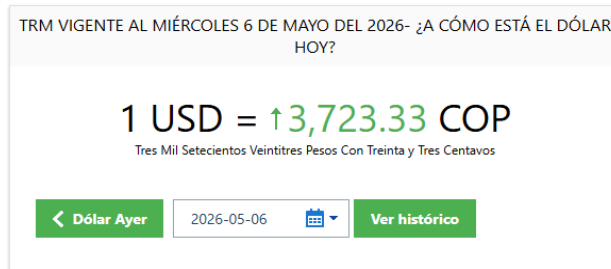 TRM VIGENTE AL MIÉRCOLES 6 DE MAYO DEL 2026- ¿A CÓMO ESTÁ EL DÓLAR
HOY?
1 USD = ↑3,723.33 COP
Tres Mil Setecientos Veintitres Pesos Con Treinta y Tres Centavos
Dólar Ayer
2026-05-06
Ver histórico